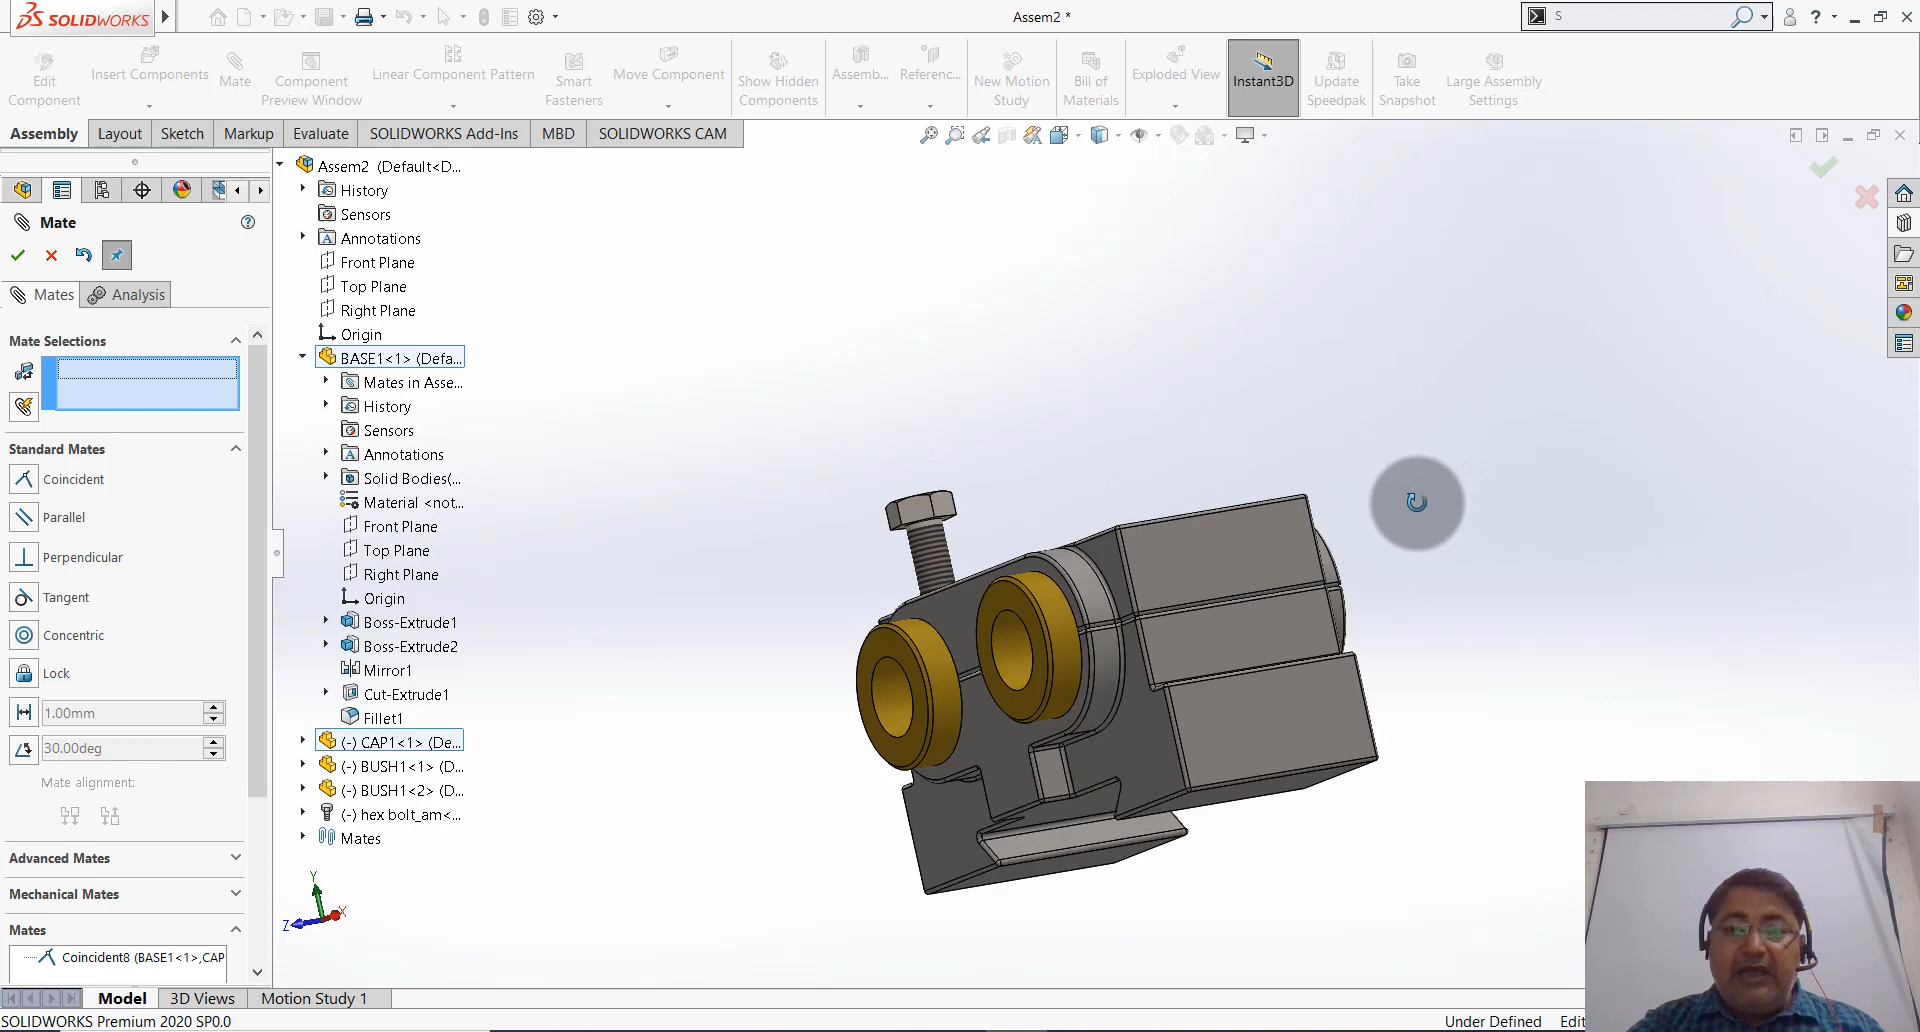 SOLIDWORKS
Assem2 *
S
Edit Component
Insert Components
Mate
Component Preview Window
Linear Component Pattern
Smart Fasteners
Move Component
Show Hidden Components
Assemb...
Referenc...
New Motion Study
Bill of Materials
Exploded View
Instant3D
Update Speedpak
Take Snapshot
Large Assembly Settings
Assembly
Layout
Sketch
Markup
Evaluate
SOLIDWORKS Add-Ins
MBD
SOLIDWORKS CAM
Mate
Mates
Analysis
Mate Selections
Standard Mates
Coincident
Parallel
Perpendicular
Tangent
Concentric
Lock
1.00mm
30.00deg
Mate alignment:
Advanced Mates
Mechanical Mates
Mates
Coincident8 (BASE1<1>,CAP
Assem2 (Default<D...
History
Sensors
Annotations
Front Plane
Top Plane
Right Plane
Origin
BASE1<1> (Defa...
Mates in Asse...
History
Sensors
Annotations
Solid Bodies(...
Material <not...
Front Plane
Top Plane
Right Plane
Origin
Boss-Extrude1
Boss-Extrude2
Mirror1
Cut-Extrude1
Fillet1
(-) CAP1<1> (De...
(-) BUSH1<1> (D...
(-) BUSH1<2> (D...
(-) hex bolt_am<...
Mates
Y
Z
X
Model
3D Views
Motion Study 1
SOLIDWORKS Premium 2020 SP0.0
Under Defined
Edit